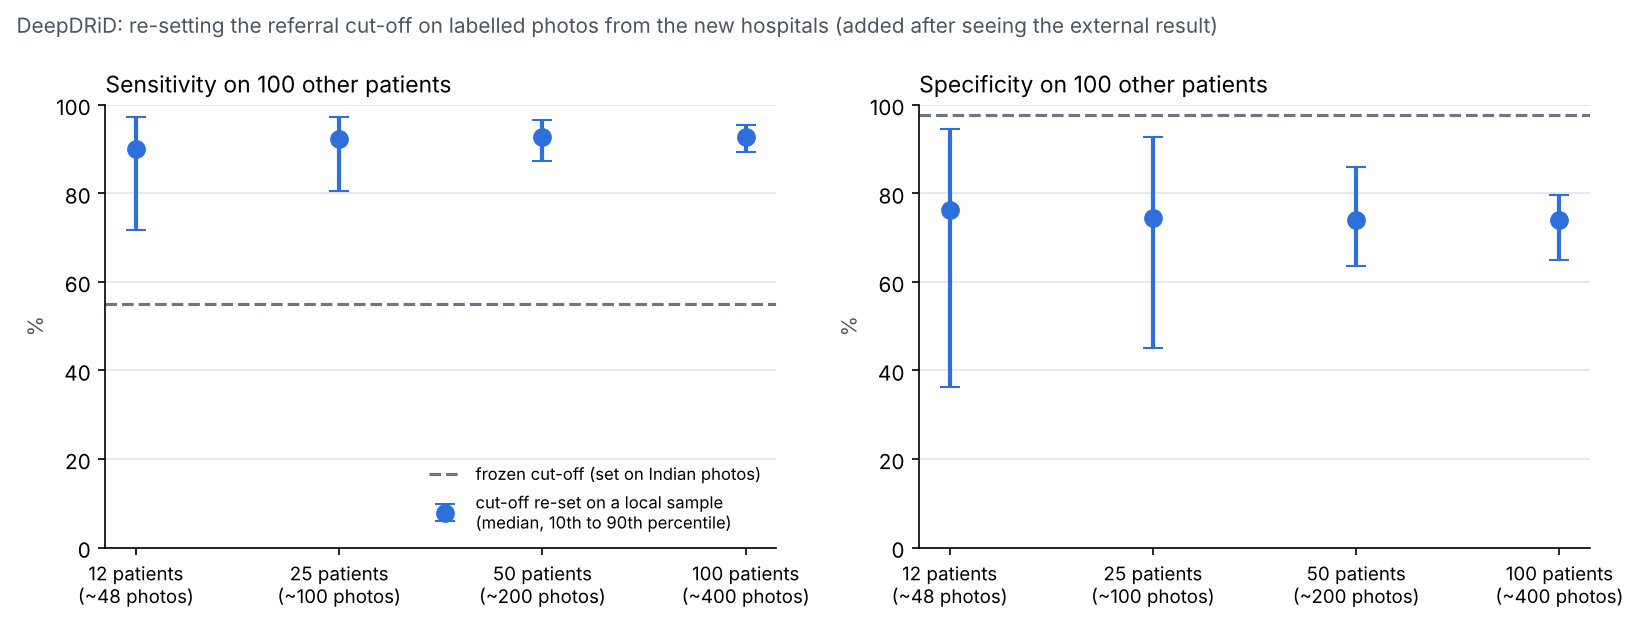 DeepDRiD: re-setting the referral cut-off on labelled photos from the new hospitals (added after seeing the external result)
Sensitivity on 100 other patients
100
80
60
40
20
0
%
frozen cut-off (set on Indian photos)
cut-off re-set on a local sample
(median, 10th to 90th percentile)
12 patients
(~48 photos)
25 patients
(~100 photos)
50 patients
(~200 photos)
100 patients
(~400 photos)
Specificity on 100 other patients
100
80
60
40
20
0
%
12 patients
(~48 photos)
25 patients
(~100 photos)
50 patients
(~200 photos)
100 patients
(~400 photos)